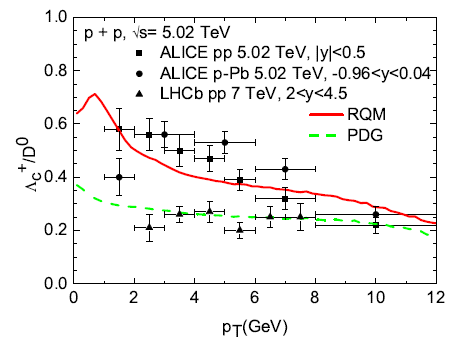 p + p, √s= 5.02 TeV
ALICE pp 5.02 TeV, |y|<0.5
ALICE p-Pb 5.02 TeV, -0.96<y<0.04
LHCb pp 7 TeV, 2<y<4.5
RQM
PDG
Λc+/D0
1.0
0.8
0.6
0.4
0.2
0.0
0 2 4 6 8 10 12
pT(GeV)